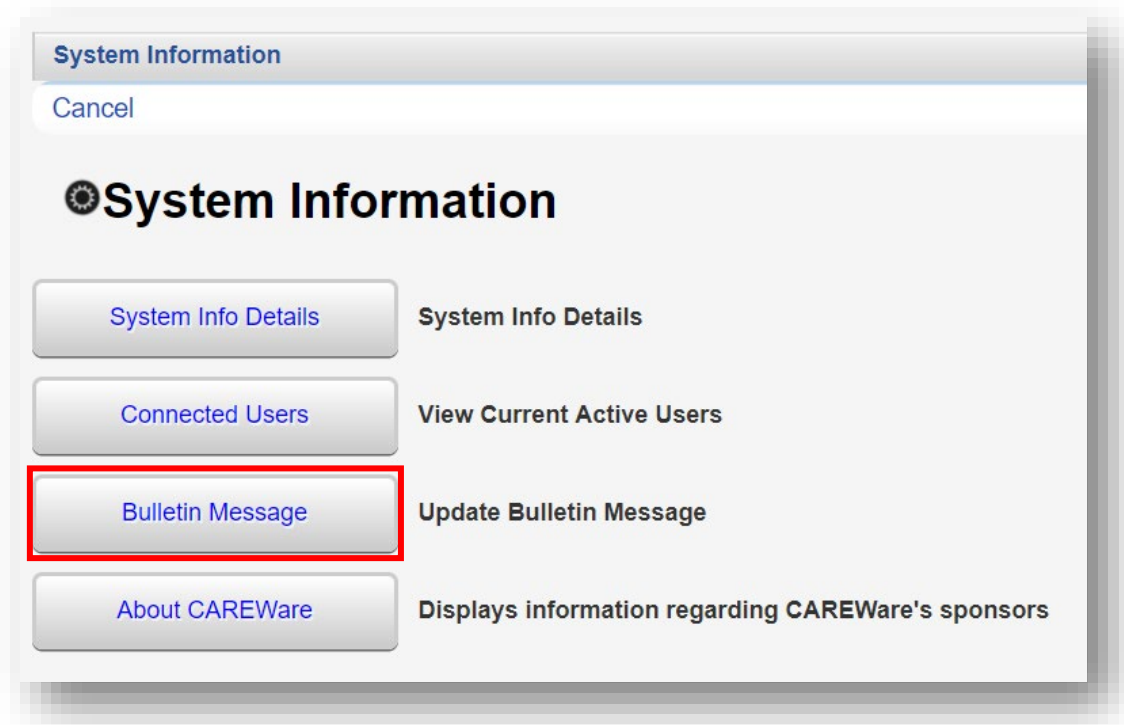 System Information
Cancel
System Information
System Info Details System Info Details
Connected Users View Current Active Users
Bulletin Message Update Bulletin Message
About CAREWare Displays information regarding CAREWare's sponsors